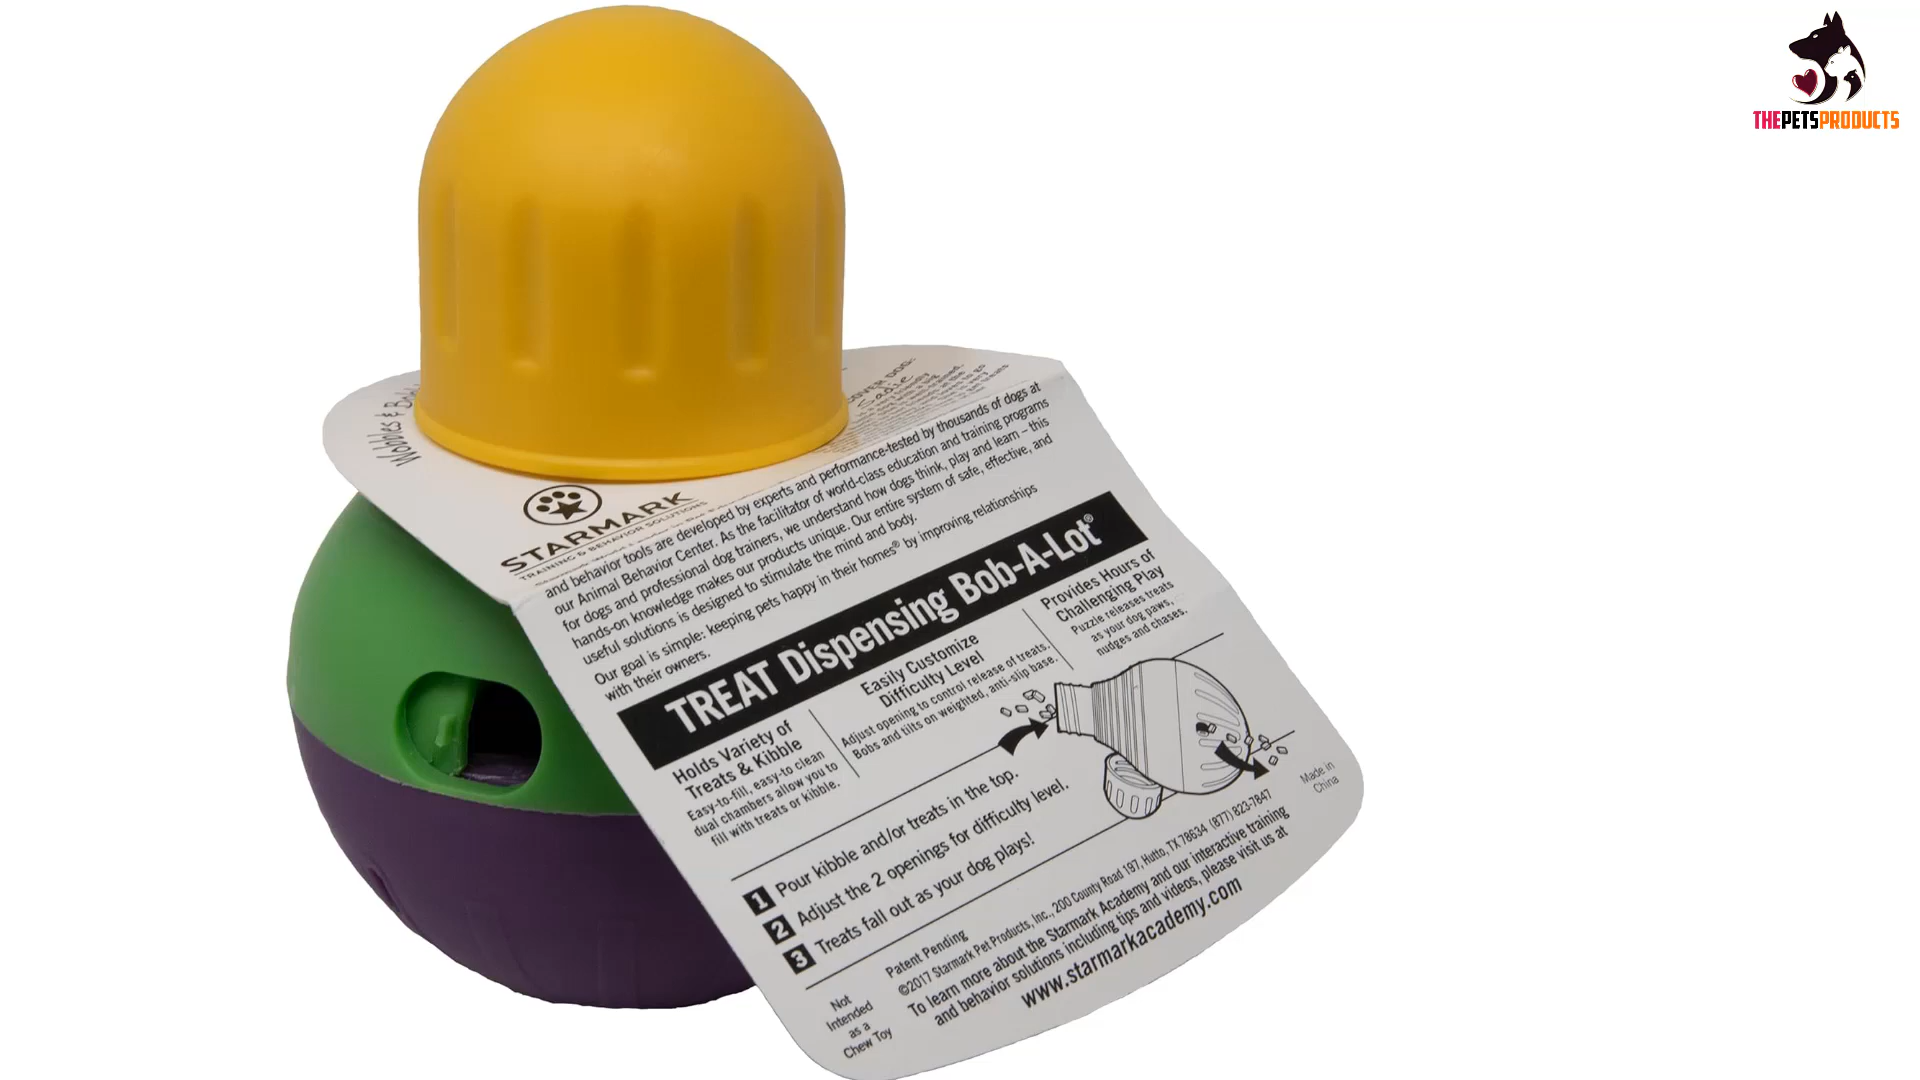 THEPETSPRODUCTS
Wobbles &
COVER DOG:
Sadie
STARMARK
TRAINING & BEHAVIOR SOLUTIONS
and behavior tools are developed by experts and performance-tested by thousands of dogs at
our Animal Behavior Center. As the facilitator of world-class education and training programs
for dogs and professional dog trainers, we understand how dogs think, play and learn – this
hands-on knowledge makes our products unique. Our entire system of safe, effective, and
useful solutions is designed to stimulate the mind and body.
Our goal is simple: keeping pets happy in their homes® by improving relationships
with their owners.
TREAT Dispensing Bob-A-Lot®
Holds Variety of
Treats & Kibble
Easy-to-fill, easy-to clean
dual chambers allow you to
fill with treats or kibble.
Easily Customize
Difficulty Level
Adjust opening to control release of treats.
Bobs and tilts on weighted, anti-slip base.
Provides Hours of
Challenging Play
Puzzle releases treats
as your dog paws,
nudges and chases.
1 Pour kibble and/or treats in the top.
2 Adjust the 2 openings for difficulty level.
3 Treats fall out as your dog plays!
Made in
China
Not
Intended
as a
Chew Toy
Patent Pending
©2017 Starmark Pet Products, Inc., 200 County Road 197, Hutto, TX 78634 (877) 823-7847
To learn more about the Starmark Academy and our interactive training
and behavior solutions including tips and videos, please visit us at
www.starmarkacademy.com